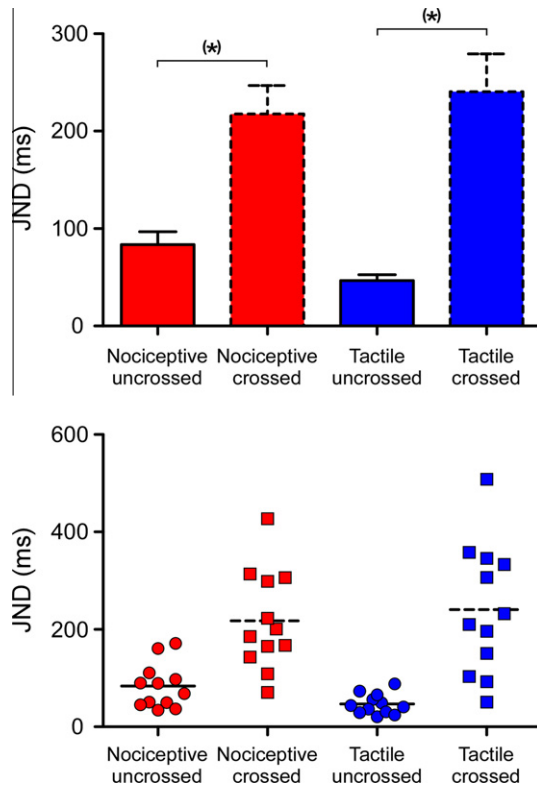 (*)
(*)
300
200
100
0
JND (ms)
Nociceptive uncrossed
Nociceptive crossed
Tactile uncrossed
Tactile crossed
600
400
200
0
JND (ms)
Nociceptive uncrossed
Nociceptive crossed
Tactile uncrossed
Tactile crossed